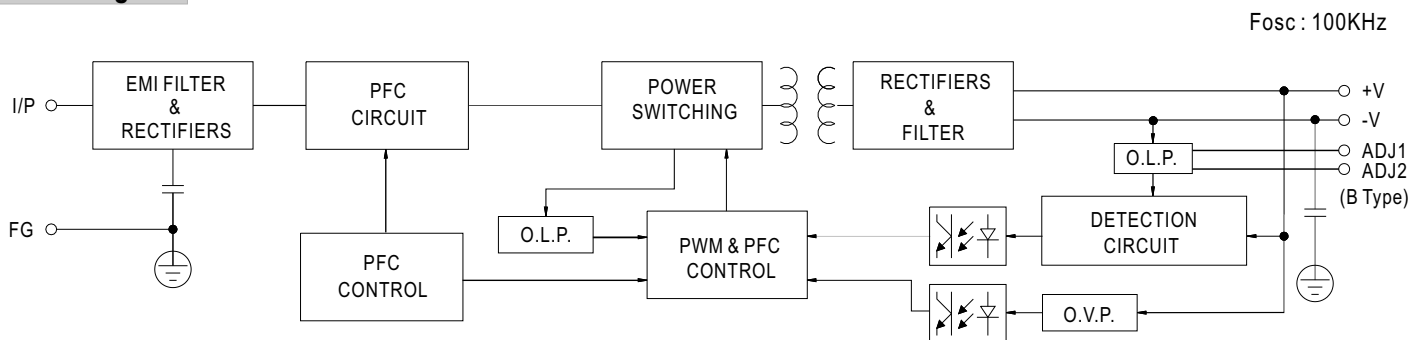 Fosc : 100KHz
I/P
EMI FILTER
&
RECTIFIERS
PFC
CIRCUIT
POWER
SWITCHING
RECTIFIERS
&
FILTER
+V
-V
O.L.P.
ADJ1
ADJ2
(B Type)
FG
O.L.P.
PFC
CONTROL
PWM & PFC
CONTROL
DETECTION
CIRCUIT
O.V.P.